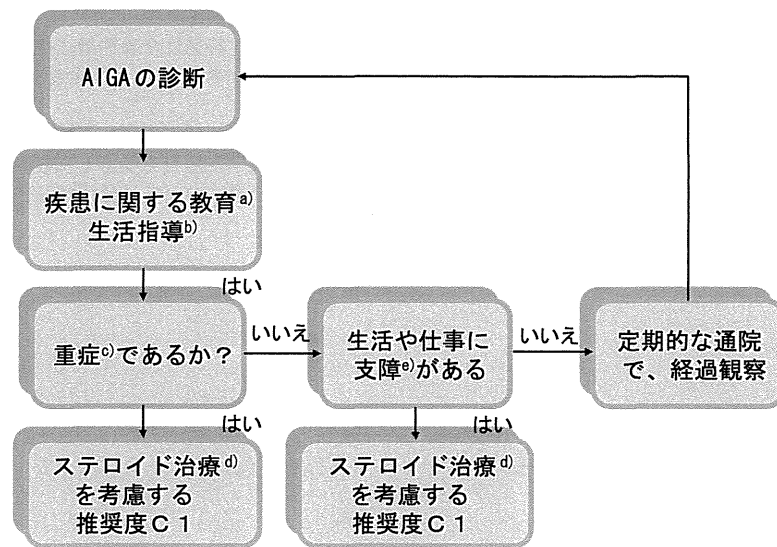 AIGAの診断
疾患に関する教育a)
生活指導b)
はい
重症c)であるか？
いいえ
生活や仕事に
支障e)がある
いいえ
定期的な通院
で、経過観察
はい
ステロイド治療d)
を考慮する
推奨度C1
はい
ステロイド治療d)
を考慮する
推奨度C1